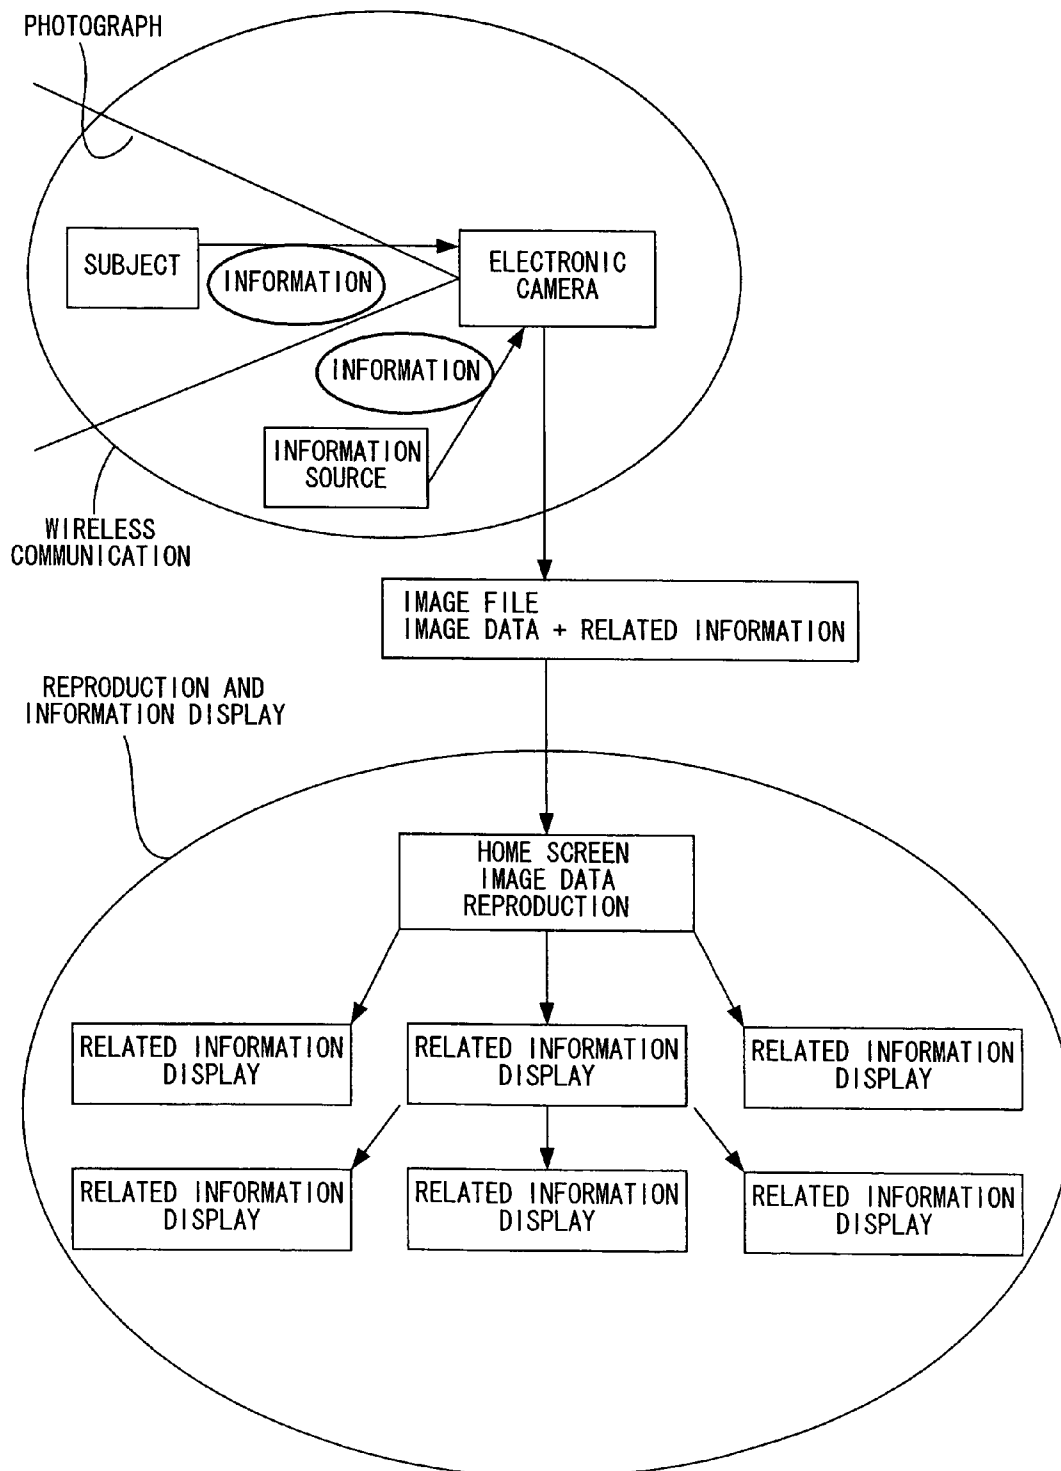 PHOTOGRAPH
SUBJECT
INFORMATION
ELECTRONIC
CAMERA
INFORMATION
INFORMATION
SOURCE
WIRELESS
COMMUNICATION
IMAGE FILE
IMAGE DATA + RELATED INFORMATION
REPRODUCTION AND
INFORMATION DISPLAY
HOME SCREEN
IMAGE DATA
REPRODUCTION
RELATED INFORMATION
DISPLAY
RELATED INFORMATION
DISPLAY
RELATED INFORMATION
DISPLAY
RELATED INFORMATION
DISPLAY
RELATED INFORMATION
DISPLAY
RELATED INFORMATION
DISPLAY